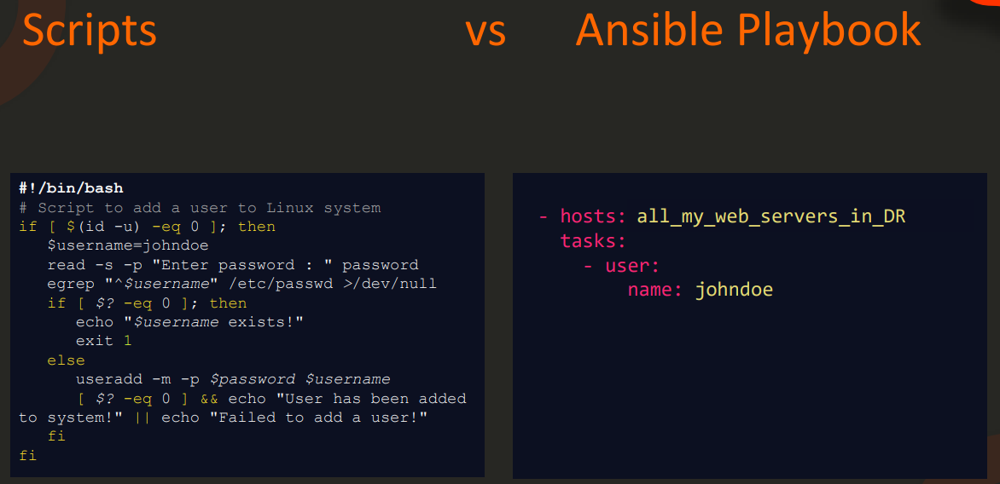 Scripts vs Ansible Playbook
#!/bin/bash
# Script to add a user to Linux system
if [ $(id -u) -eq 0 ]; then
   $username=johndoe
   read -s -p "Enter password : " password
   egrep "^$username" /etc/passwd >/dev/null
   if [ $? -eq 0 ]; then
      echo "$username exists!"
      exit 1
   else
      useradd -m -p $password $username
      [ $? -eq 0 ] && echo "User has been added
to system!" || echo "Failed to add a user!"
   fi
fi
- hosts: all_my_web_servers_in_DR
  tasks:
    - user:
        name: johndoe